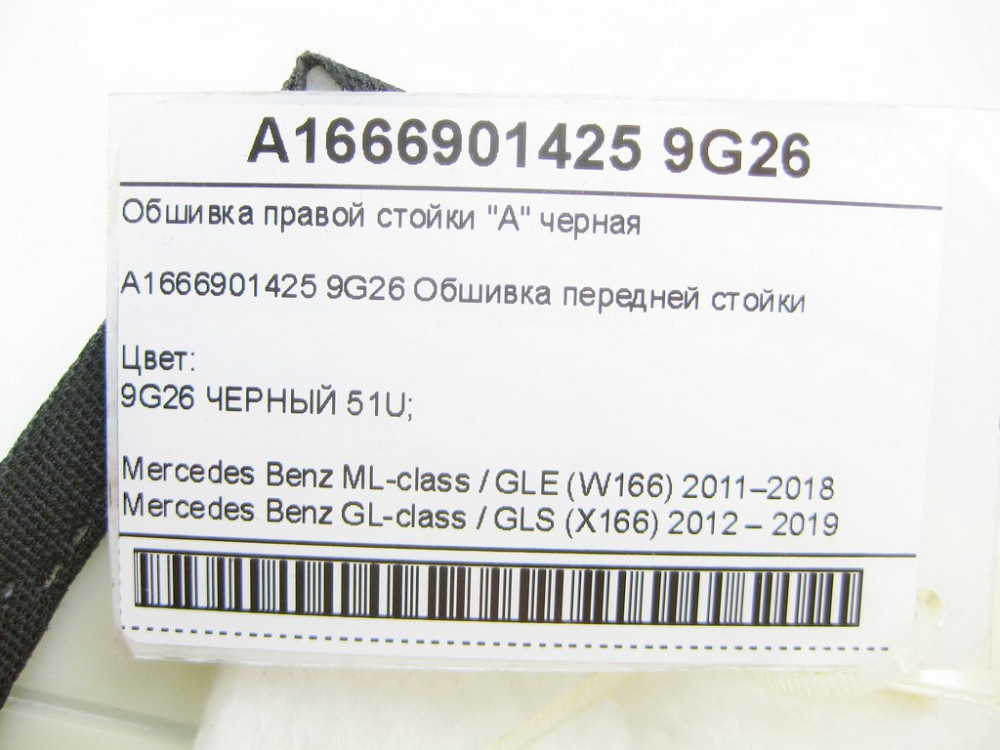 A1666901425 9G26
Обшивка правой стойки "А" черная
A1666901425 9G26 Обшивка передней стойки
Цвет:
9G26 ЧЕРНЫЙ 51U;
Mercedes Benz ML-class / GLE (W166) 2011–2018
Mercedes Benz GL-class / GLS (X166) 2012 – 2019